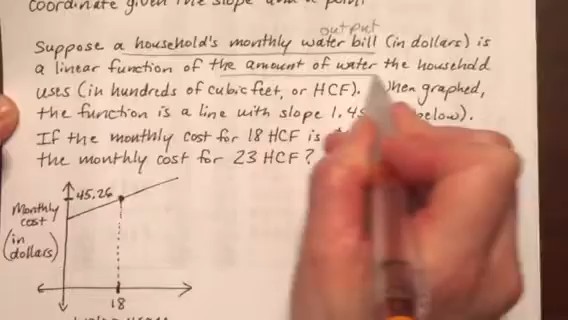 coordinate given the slope and a point
output
Suppose a household's monthly water bill (in dollars) is
a linear function of the amount of water the household
uses (in hundreds of cubic feet, or HCF). When graphed,
the function is a line with slope 1.45 below).
If the monthly cost for 18 HCF is
the monthly cost for 23 HCF?
45.26
Monthly
cost
(in
dollars)
18